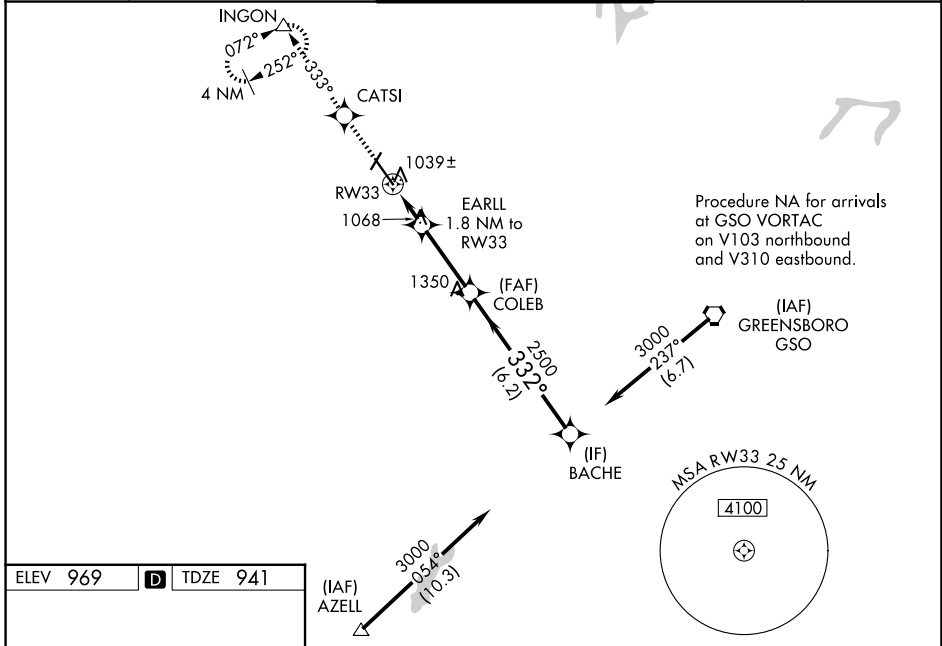 INGON
072°
252°
333°
4 NM
CATSI
1039±
RW33
EARLL
1.8 NM to
RW33
1068
Procedure NA for arrivals
at GSO VORTAC
on V103 northbound
and V310 eastbound.
1350
(FAF)
COLEB
(IAF)
GREENSBORO
GSO
3000
237°
(6.7)
2500
332°
(6.2)
(IF)
BACHE
MSA RW33 25 NM
4100
3000
054°
(10.3)
(IAF)
AZELL
ELEV 969 D TDZE 941